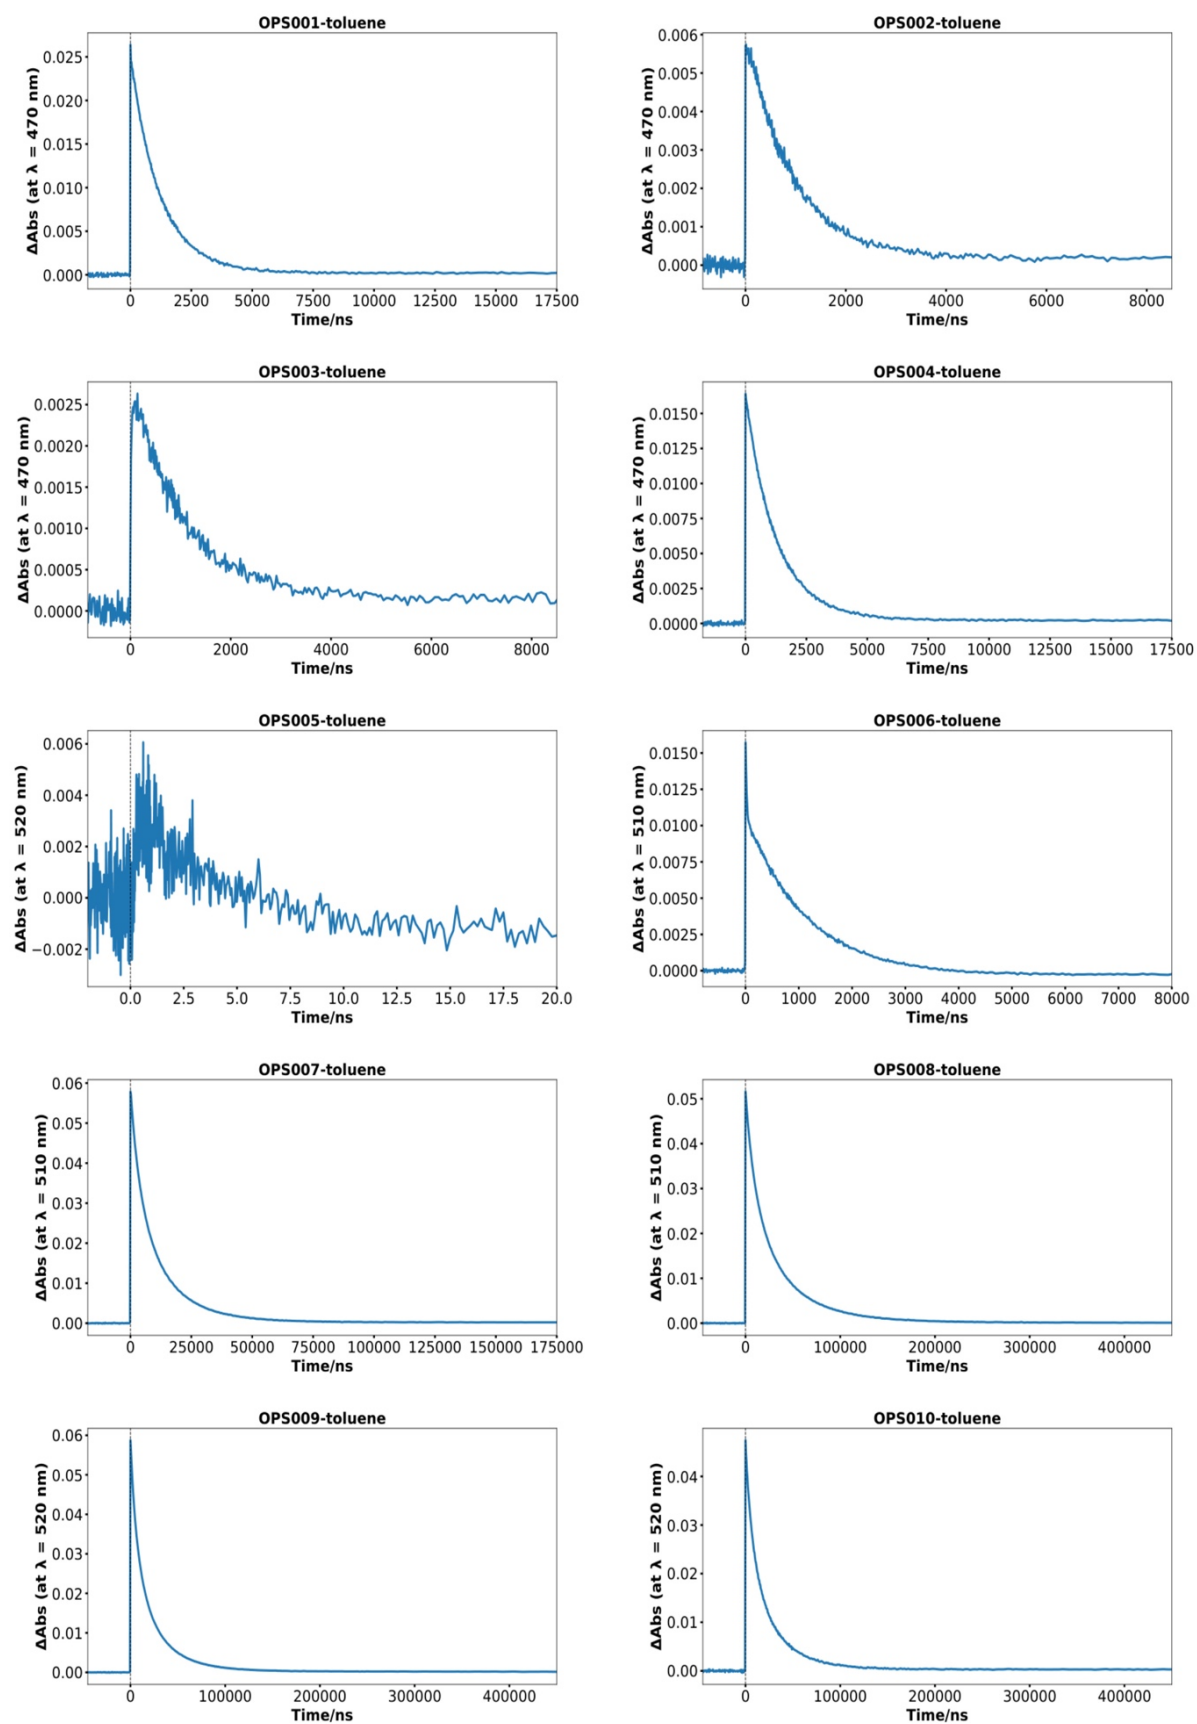 OPS001-toluene
ΔAbs (at λ = 470 nm)
0.025
0.020
0.015
0.010
0.005
0.000
0 2500 5000 7500 10000 12500 15000 17500
Time/ns
OPS002-toluene
ΔAbs (at λ = 470 nm)
0.006
0.005
0.004
0.003
0.002
0.001
0.000
0 2000 4000 6000 8000
Time/ns
OPS003-toluene
ΔAbs (at λ = 470 nm)
0.0025
0.0020
0.0015
0.0010
0.0005
0.0000
0 2000 4000 6000 8000
Time/ns
OPS004-toluene
ΔAbs (at λ = 470 nm)
0.0150
0.0125
0.0100
0.0075
0.0050
0.0025
0.0000
0 2500 5000 7500 10000 12500 15000 17500
Time/ns
OPS005-toluene
ΔAbs (at λ = 520 nm)
0.006
0.004
0.002
0.000
−0.002
0.0 2.5 5.0 7.5 10.0 12.5 15.0 17.5 20.0
Time/ns
OPS006-toluene
ΔAbs (at λ = 510 nm)
0.0150
0.0125
0.0100
0.0075
0.0050
0.0025
0.0000
0 1000 2000 3000 4000 5000 6000 7000 8000
Time/ns
OPS007-toluene
ΔAbs (at λ = 510 nm)
0.06
0.05
0.04
0.03
0.02
0.01
0.00
0 25000 50000 75000 100000 125000 150000 175000
Time/ns
OPS008-toluene
ΔAbs (at λ = 510 nm)
0.05
0.04
0.03
0.02
0.01
0.00
0 100000 200000 300000 400000
Time/ns
OPS009-toluene
ΔAbs (at λ = 520 nm)
0.06
0.05
0.04
0.03
0.02
0.01
0.00
0 100000 200000 300000 400000
Time/ns
OPS010-toluene
ΔAbs (at λ = 520 nm)
0.04
0.03
0.02
0.01
0.00
0 100000 200000 300000 400000
Time/ns